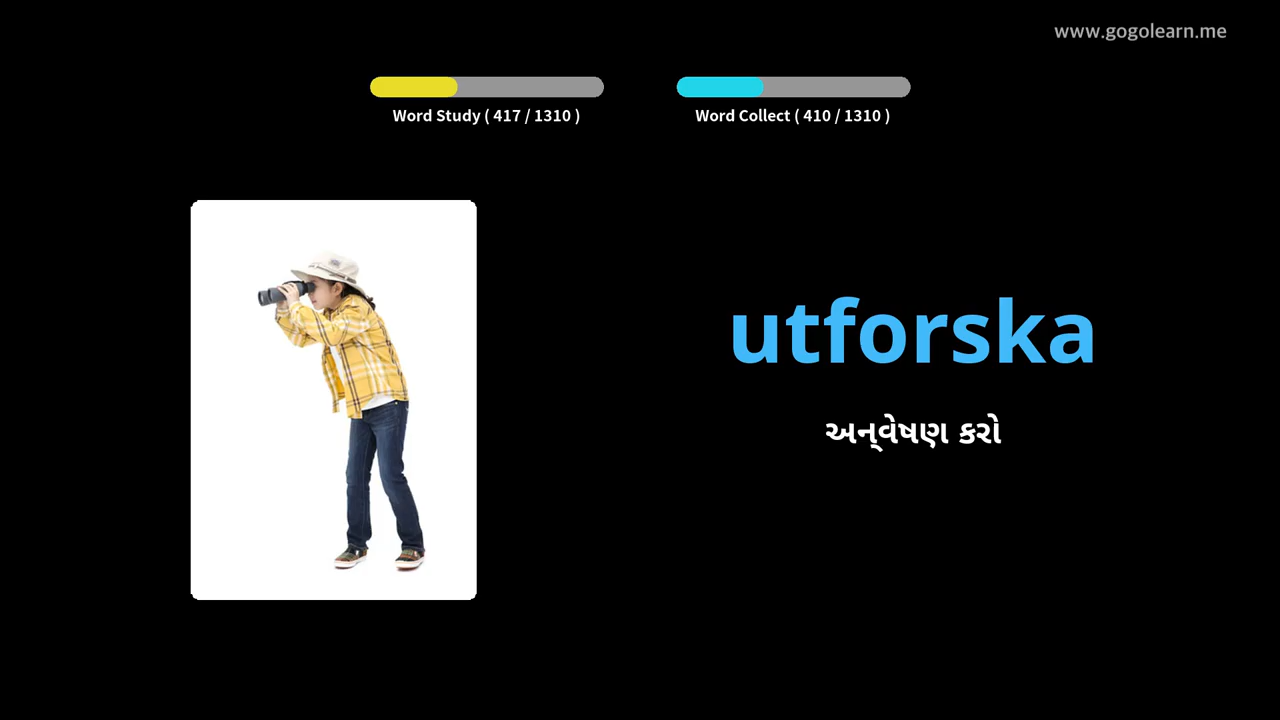 www.gogolearn.me
Word Study ( 417 / 1310 )
Word Collect ( 410 / 1310 )
utforska
અન્વેષણ કરો